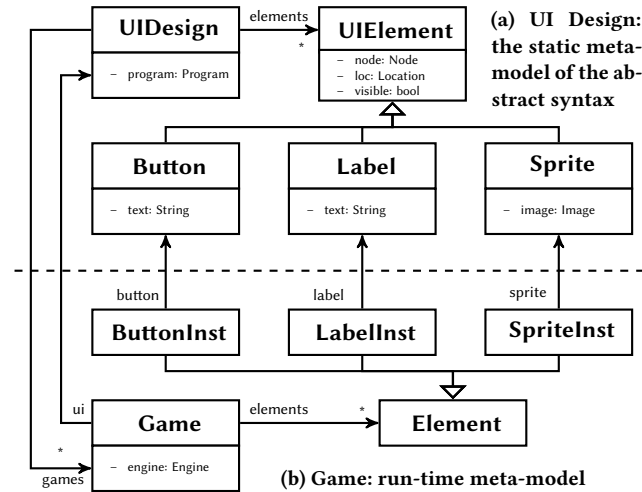 UIDesign
– program: Program
elements
*
UIElement
– node: Node
– loc: Location
– visible: bool
(a) UI Design:
the static meta-
model of the ab-
stract syntax
Button
– text: String
Label
– text: String
Sprite
– image: Image
button
label
sprite
ButtonInst
LabelInst
SpriteInst
ui
*
games
Game
– engine: Engine
elements
*
Element
(b) Game: run-time meta-model